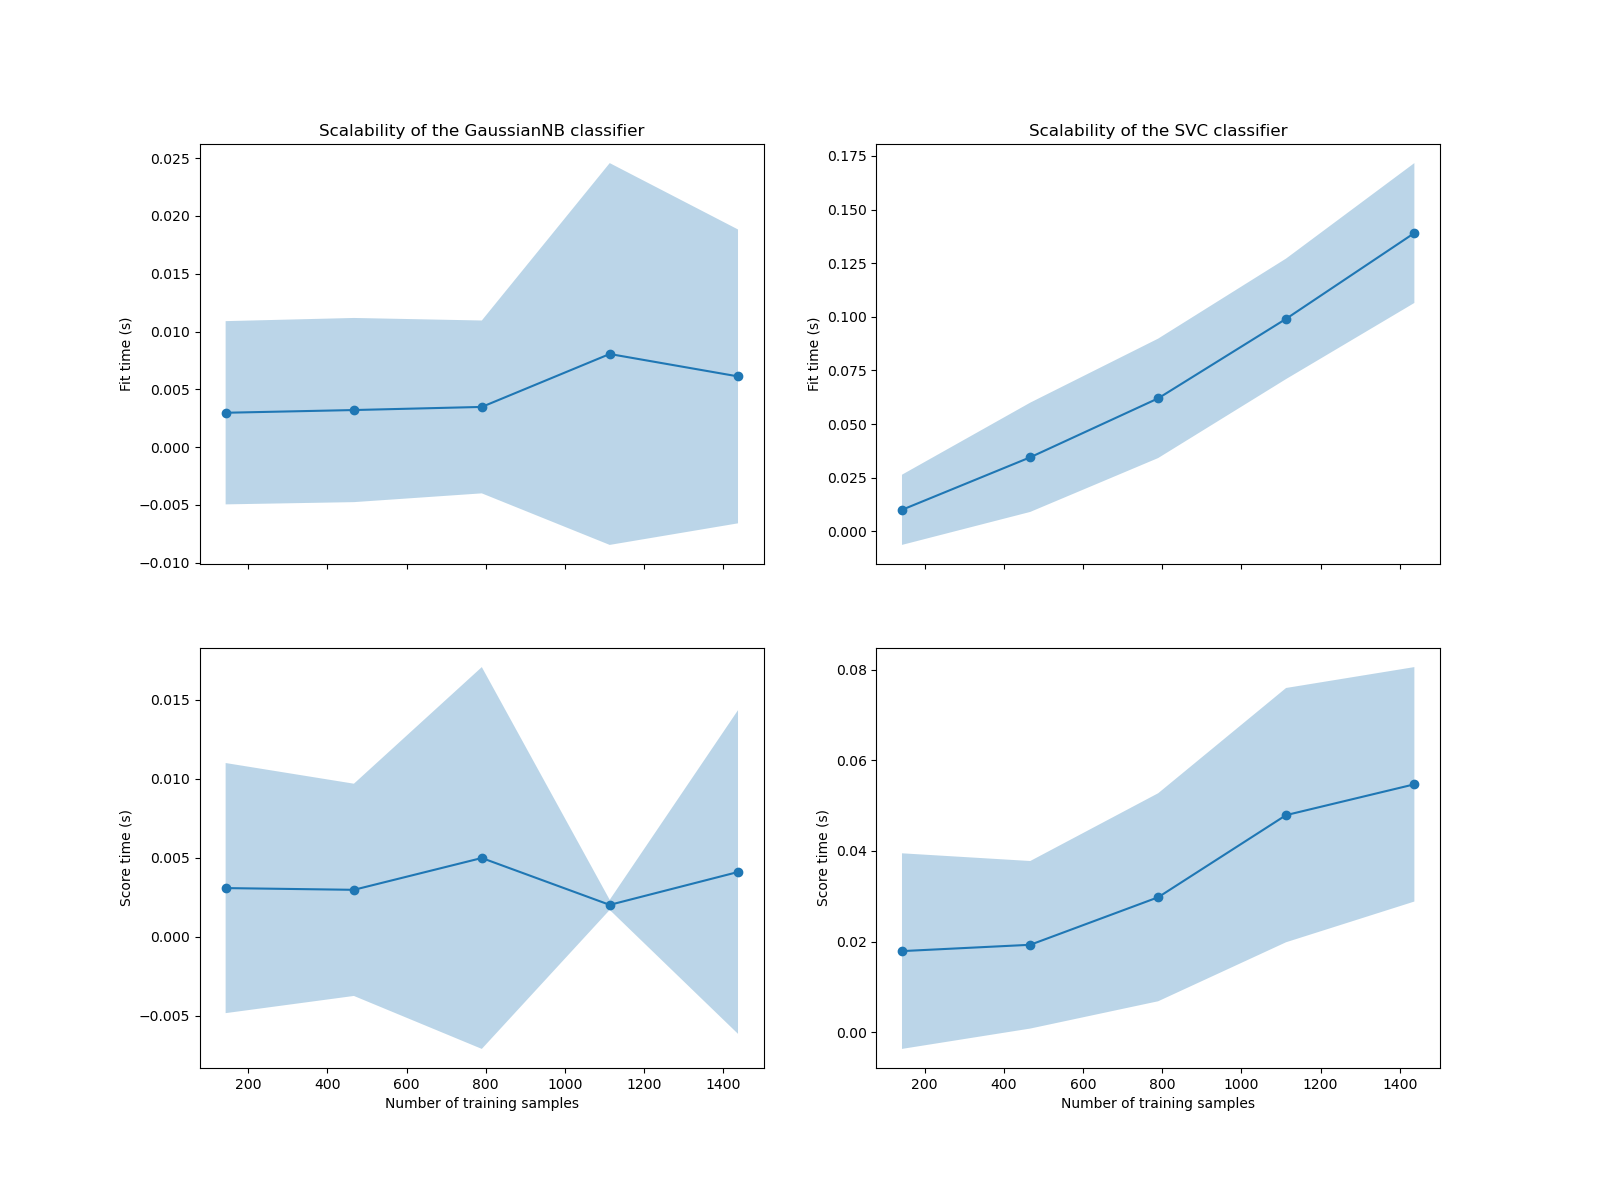 Scalability of the GaussianNB classifier
0.025
0.020
0.015
0.010
0.005
0.000
−0.005
−0.010
Fit time (s)
Scalability of the SVC classifier
0.175
0.150
0.125
0.100
0.075
0.050
0.025
0.000
Fit time (s)
0.015
0.010
0.005
0.000
−0.005
Score time (s)
200 400 600 800 1000 1200 1400
Number of training samples
0.08
0.06
0.04
0.02
0.00
Score time (s)
200 400 600 800 1000 1200 1400
Number of training samples